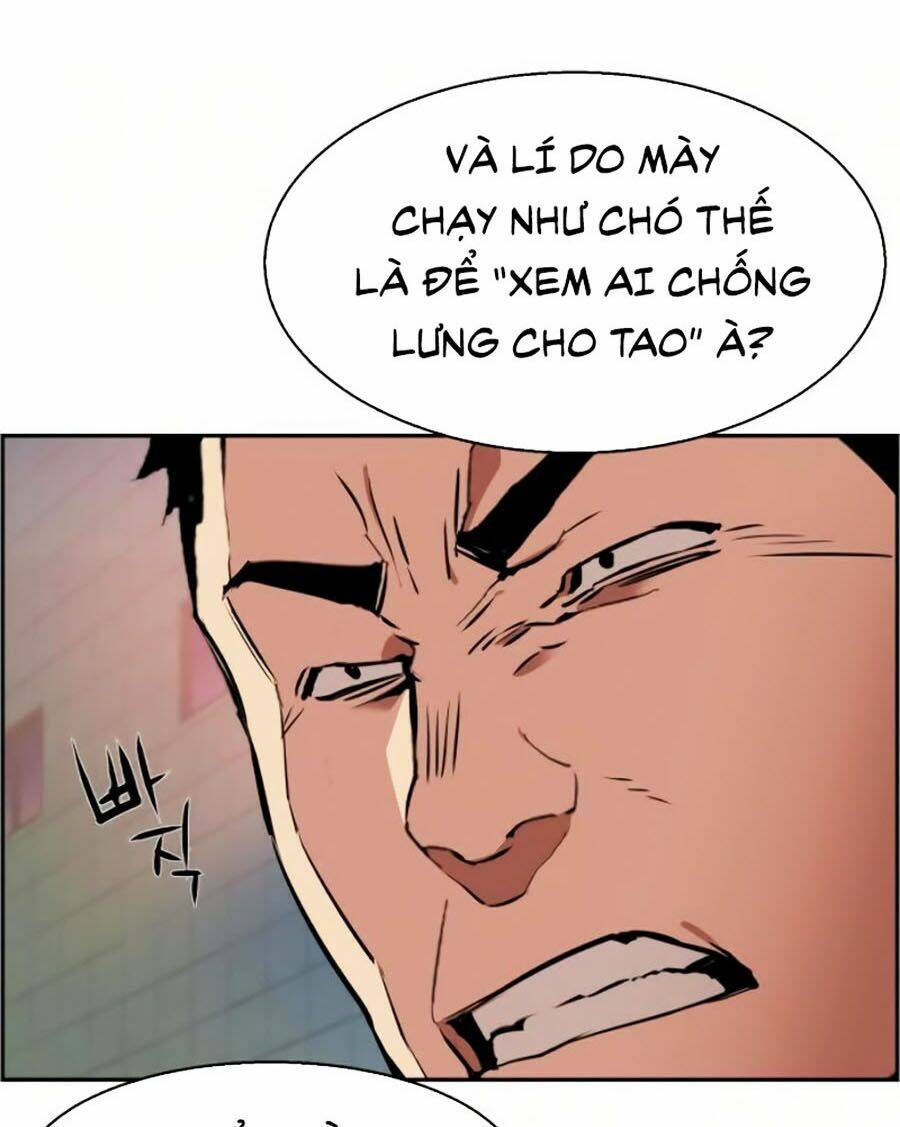 VÀ LÍ DO MÀY
CHẠY NHƯ CHÓ THẾ
LÀ ĐỂ "XEM AI CHỐNG
LƯNG CHO TAO" À?
빠
직